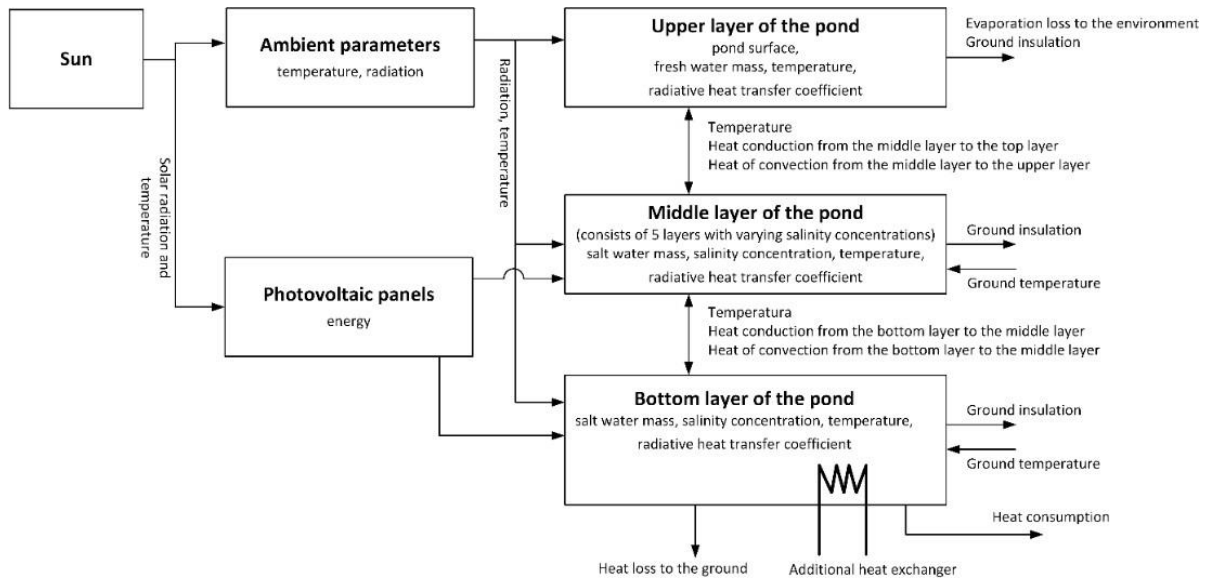 Sun
Ambient parameters
temperature, radiation
Solar radiation and
temperature
Photovoltaic panels
energy
Radiation, temperature
Upper layer of the pond
pond surface,
fresh water mass, temperature,
radiative heat transfer coefficient
Evaporation loss to the environment
Ground insulation
Temperature
Heat conduction from the middle layer to the top layer
Heat of convection from the middle layer to the upper layer
Middle layer of the pond
(consists of 5 layers with varying salinity concentrations)
salt water mass, salinity concentration, temperature,
radiative heat transfer coefficient
Ground insulation
Ground temperature
Temperatura
Heat conduction from the bottom layer to the middle layer
Heat of convection from the bottom layer to the middle layer
Bottom layer of the pond
salt water mass, salinity concentration, temperature,
radiative heat transfer coefficient
Ground insulation
Ground temperature
Heat consumption
Heat loss to the ground
Additional heat exchanger